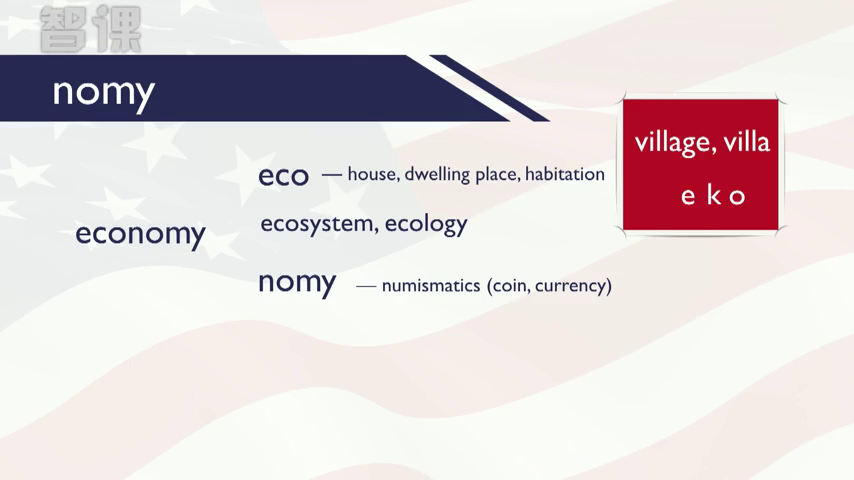 智课
nomy
village, villa
e k o
eco — house, dwelling place, habitation
ecosystem, ecology
economy
nomy — numismatics (coin, currency)